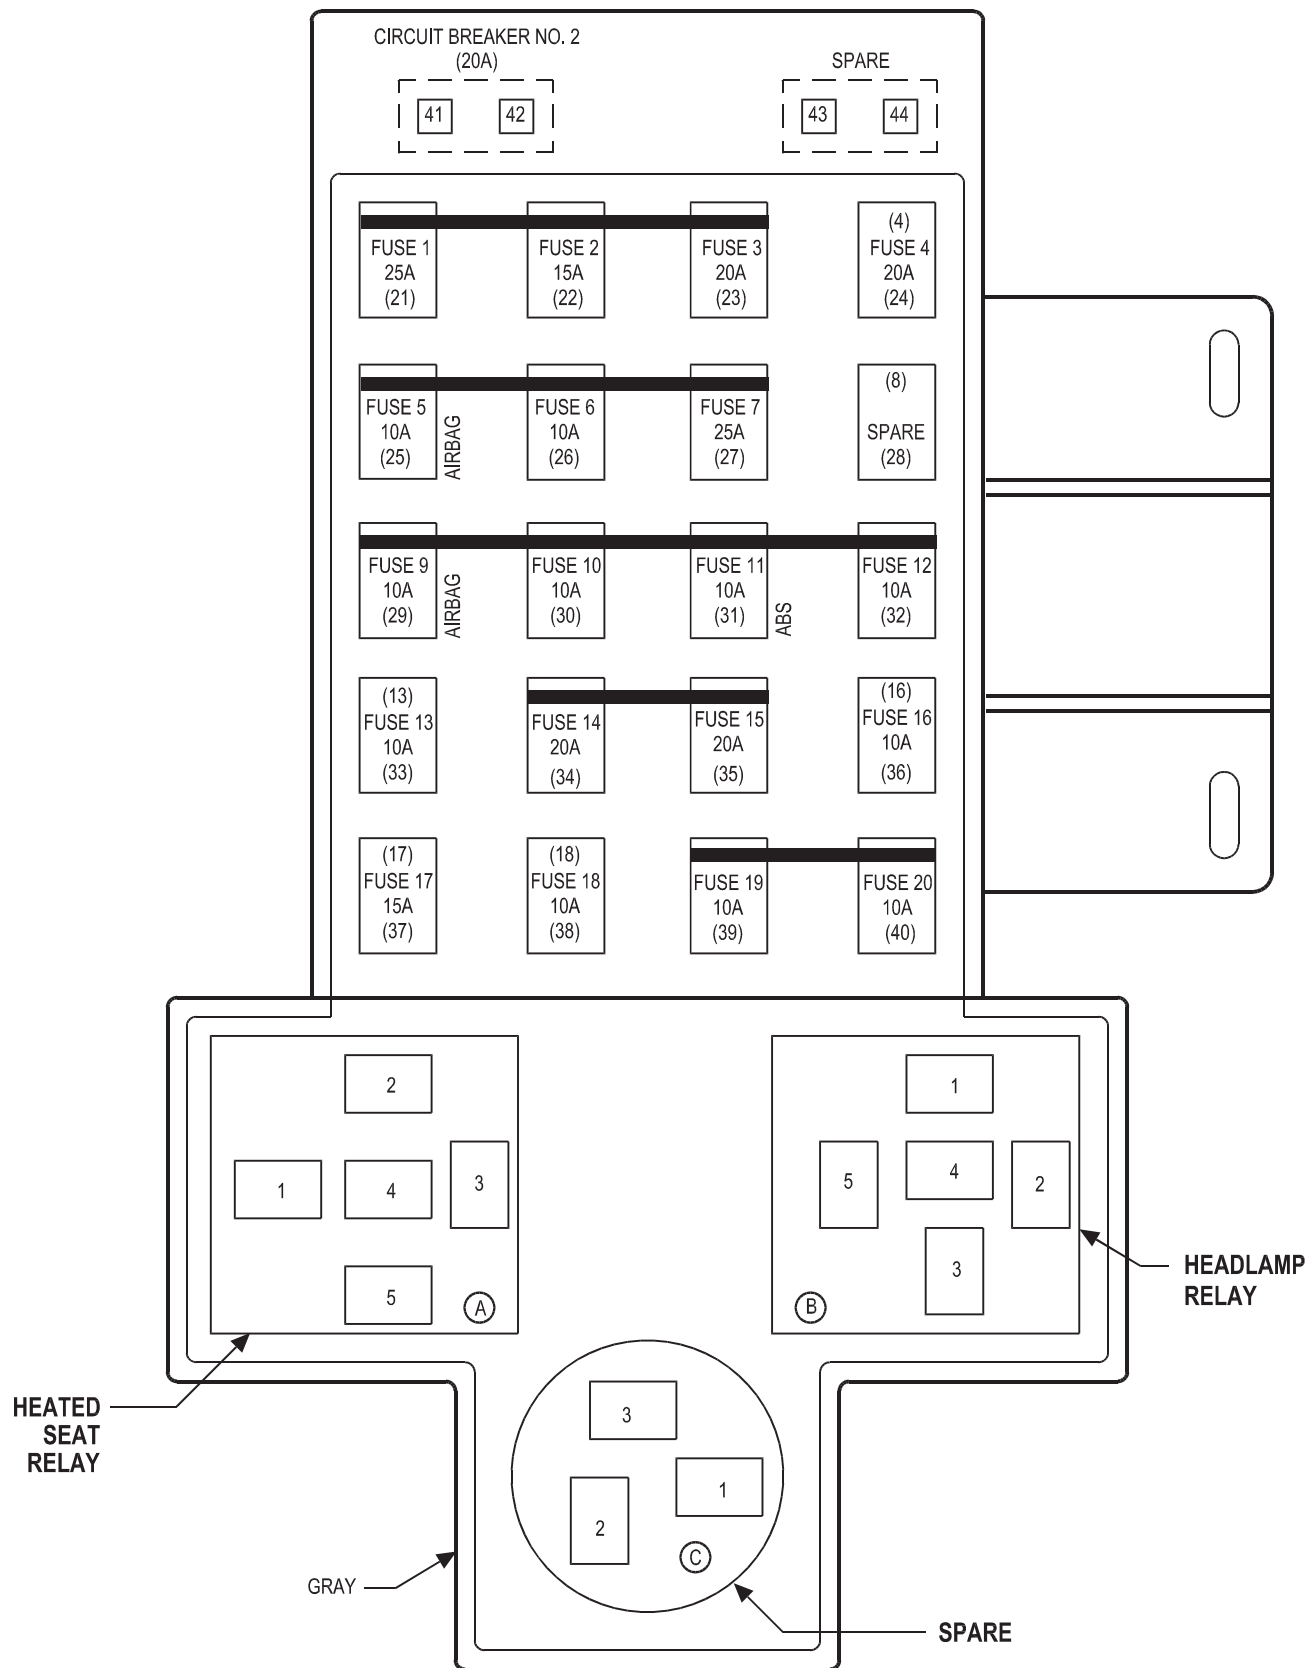 CIRCUIT BREAKER NO. 2
(20A)
SPARE
41
42
43
44
FUSE 1
25A
(21)
FUSE 2
15A
(22)
FUSE 3
20A
(23)
(4)
FUSE 4
20A
(24)
FUSE 5
10A
(25)
AIRBAG
FUSE 6
10A
(26)
FUSE 7
25A
(27)
(8)
SPARE
(28)
FUSE 9
10A
(29)
AIRBAG
FUSE 10
10A
(30)
FUSE 11
10A
(31)
ABS
FUSE 12
10A
(32)
(13)
FUSE 13
10A
(33)
FUSE 14
20A
(34)
FUSE 15
20A
(35)
(16)
FUSE 16
10A
(36)
(17)
FUSE 17
15A
(37)
(18)
FUSE 18
10A
(38)
FUSE 19
10A
(39)
FUSE 20
10A
(40)
2
1
4
3
5
A
1
5
4
2
3
B
HEADLAMP
RELAY
HEATED
SEAT
RELAY
3
1
2
C
GRAY
SPARE